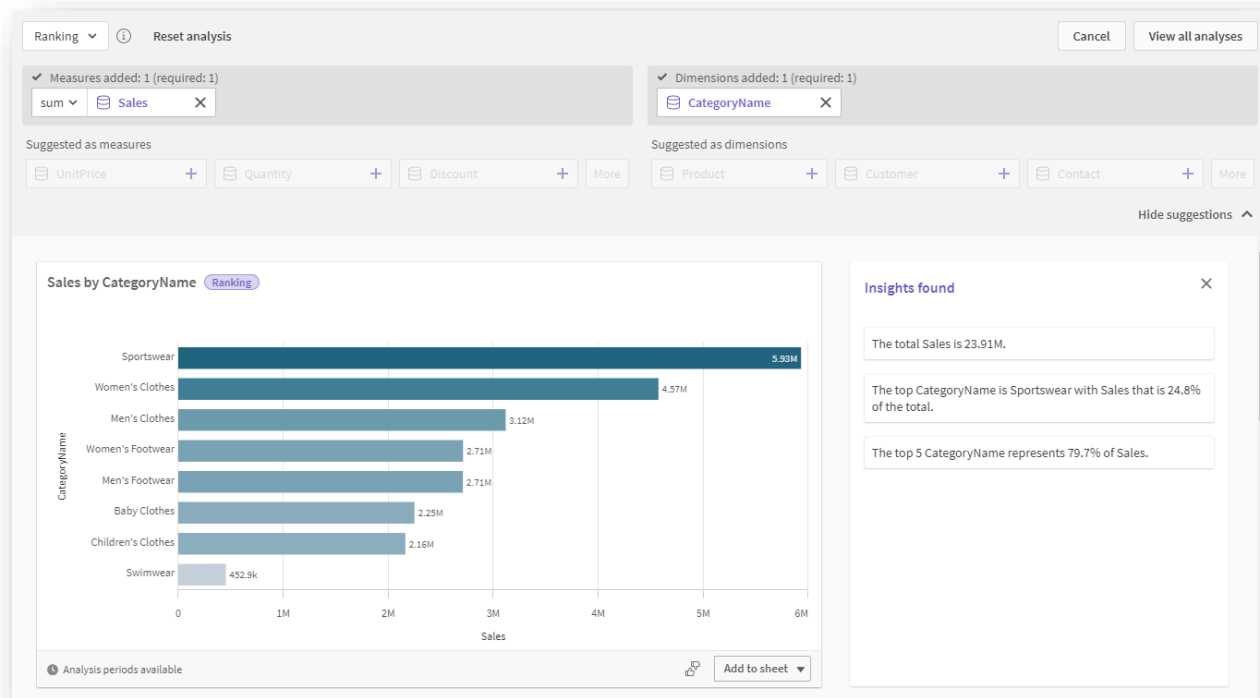 Ranking
Reset analysis
Cancel
View all analyses
Measures added: 1 (required: 1)
sum
Sales
Dimensions added: 1 (required: 1)
CategoryName
Suggested as measures
UnitPrice
Quantity
Discount
More
Suggested as dimensions
Product
Customer
Contact
More
Hide suggestions
Sales by CategoryName
Ranking
CategoryName
Sportswear
5.93M
Women's Clothes
4.57M
Men's Clothes
3.12M
Women's Footwear
2.71M
Men's Footwear
2.71M
Baby Clothes
2.25M
Children's Clothes
2.16M
Swimwear
452.9k
0
1M
2M
3M
4M
5M
6M
Sales
Analysis periods available
Add to sheet
Insights found
The total Sales is 23.91M.
The top CategoryName is Sportswear with Sales that is 24.8%
of the total.
The top 5 CategoryName represents 79.7% of Sales.